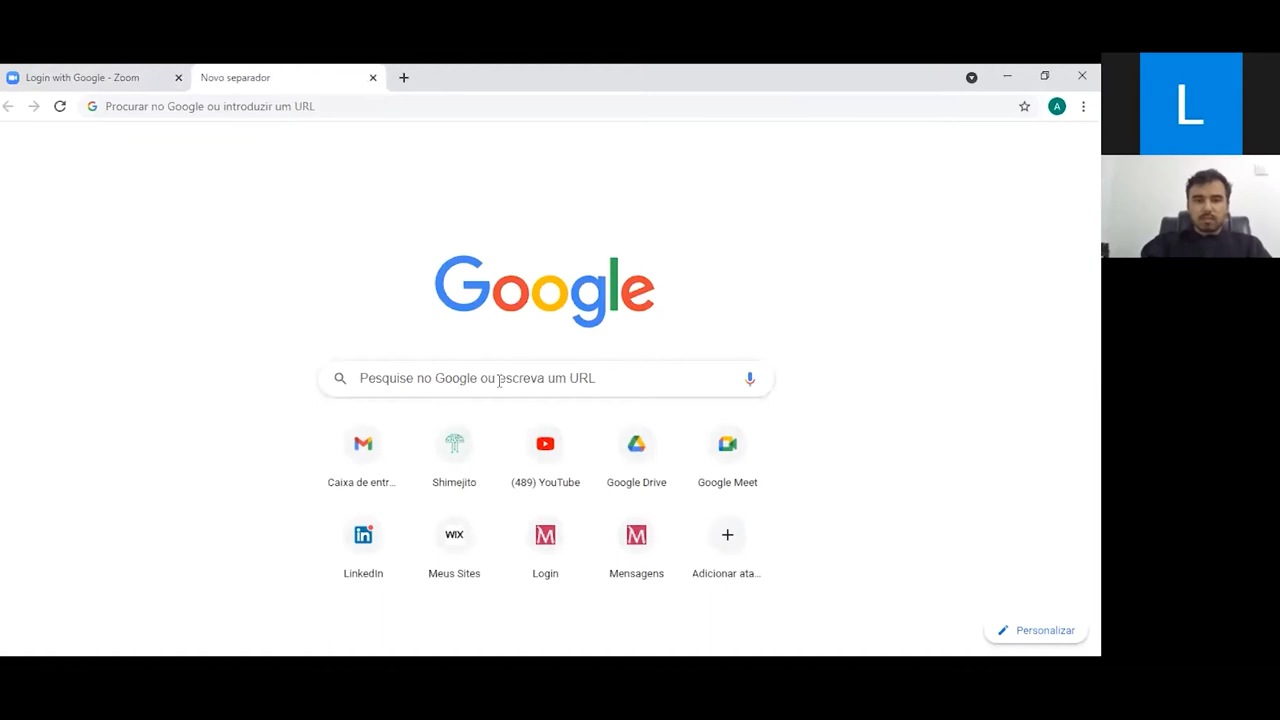 Login with Google - Zoom
Novo separador
Procurar no Google ou introduzir um URL
A
L
Google
Pesquise no Google ou escreva um URL
Caixa de entr...
Shimejito
(489) YouTube
Google Drive
Google Meet
in
WIX
M
M
LinkedIn
Meus Sites
Login
Mensagens
Adicionar ata...
Personalizar